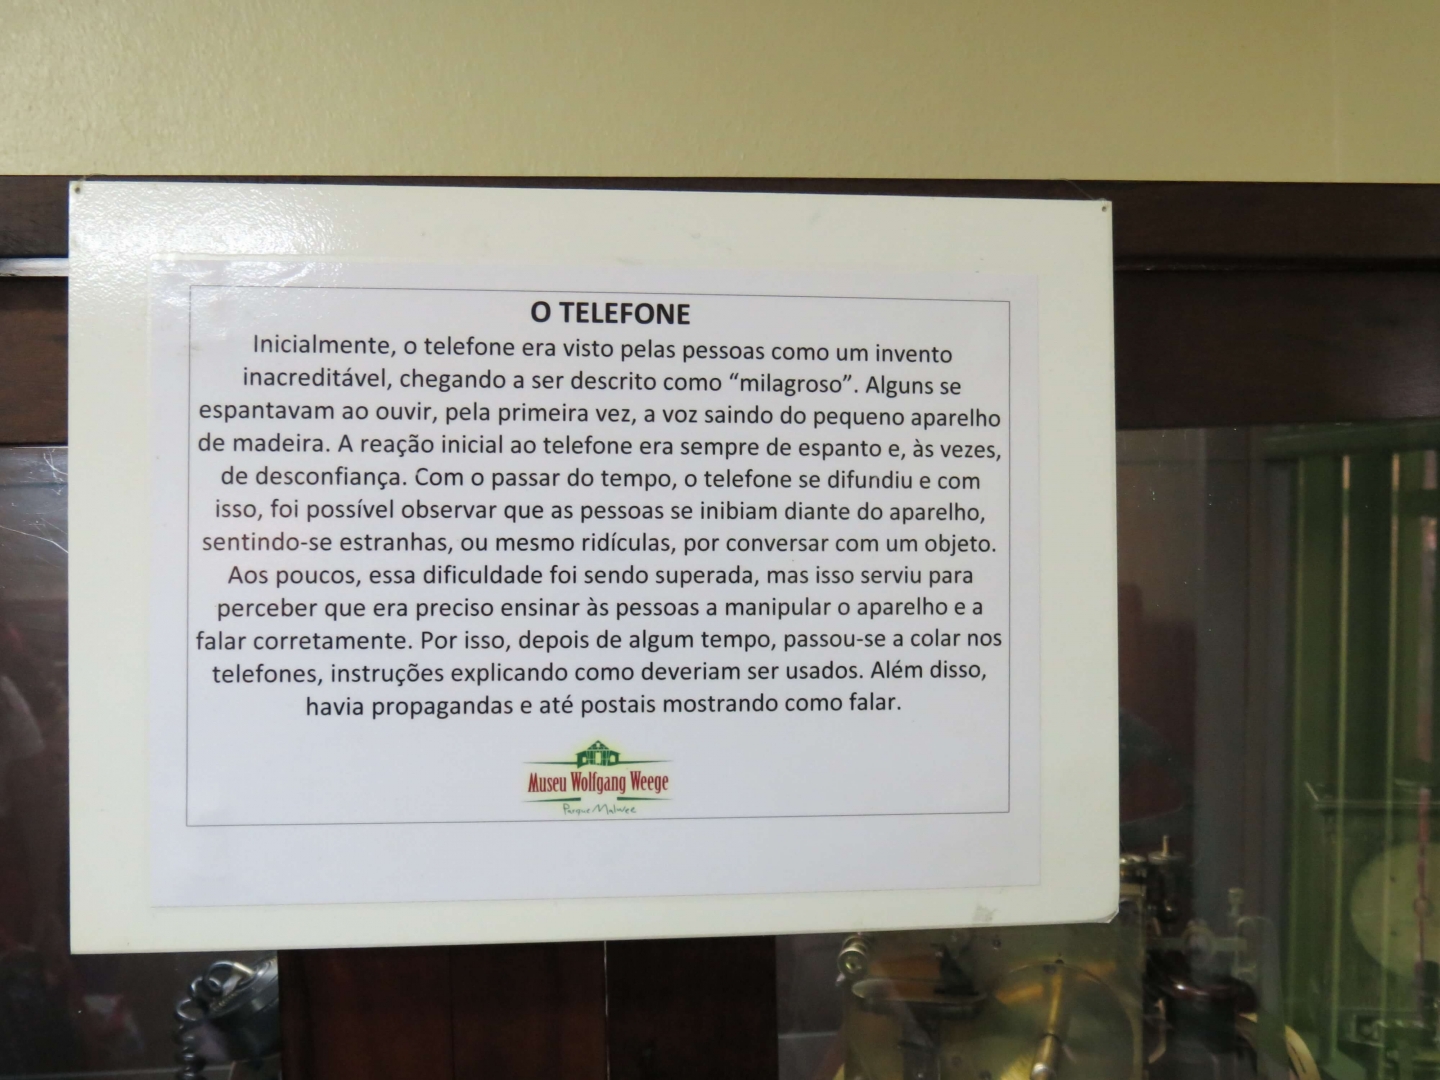 O TELEFONE
Inicialmente, o telefone era visto pelas pessoas como um invento
inacreditável, chegando a ser descrito como “milagroso”. Alguns se
espantavam ao ouvir, pela primeira vez, a voz saindo do pequeno aparelho
de madeira. A reação inicial ao telefone era sempre de espanto e, às vezes,
de desconfiança. Com o passar do tempo, o telefone se difundiu e com
isso, foi possível observar que as pessoas se inibiam diante do aparelho,
sentindo-se estranhas, ou mesmo ridículas, por conversar com um objeto.
Aos poucos, essa dificuldade foi sendo superada, mas isso serviu para
perceber que era preciso ensinar às pessoas a manipular o aparelho e a
falar corretamente. Por isso, depois de algum tempo, passou-se a colar nos
telefones, instruções explicando como deveriam ser usados. Além disso,
havia propagandas e até postais mostrando como falar.
Museu Wolfgang Weege
Parque Malwee